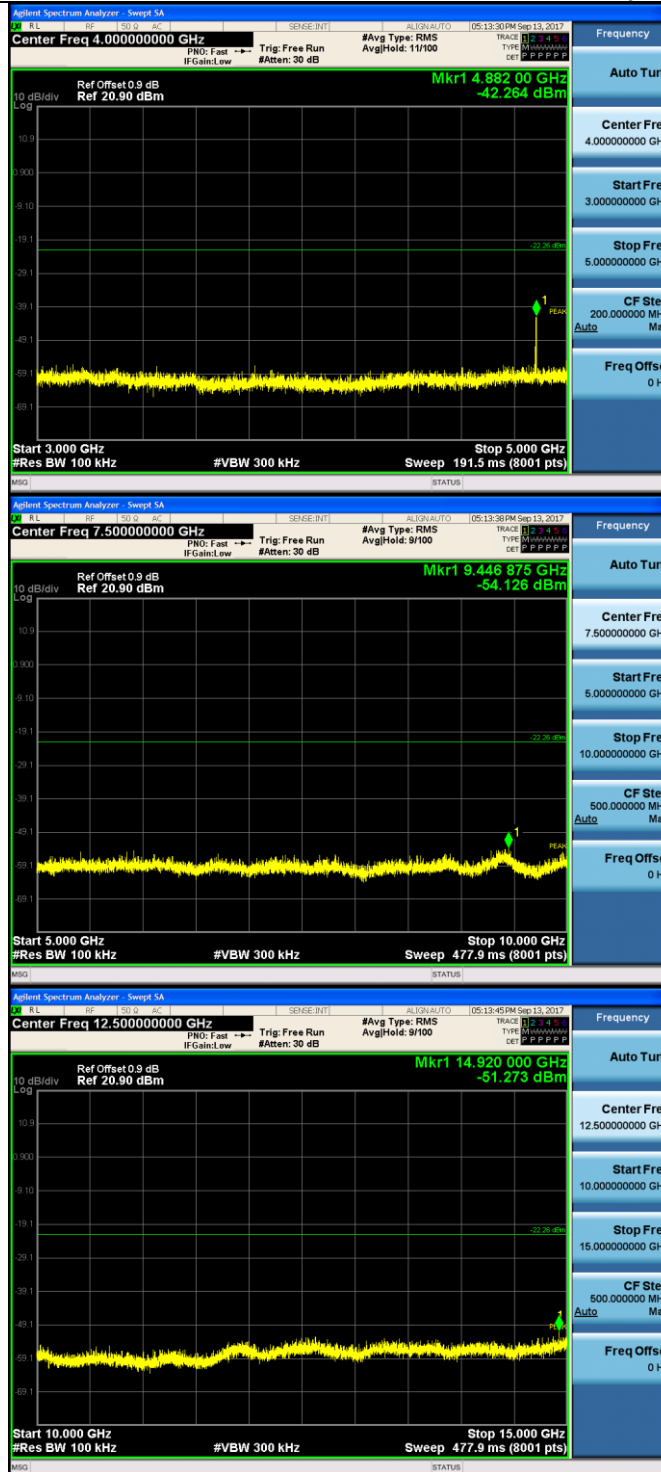 Agilent Spectrum Analyzer - Swept SA
RL RF 50 Ω AC SENSE:INT ALIGNAUTO 05:13:30PM Sep 13, 2017
Center Freq 4.000000000 GHz #Avg Type: RMS TRACE 1 2 3 4 5 6 Frequency
PNO: Fast Trig: Free Run Avg|Hold: 11/100 TYPE M
IFGain:Low #Atten: 30 dB DET P P P P P P
Auto Tun
Ref Offset 0.9 dB Mkr1 4.882 00 GHz
10 dB/div Ref 20.90 dBm -42.264 dBm
Log
Center Fre
4.000000000 GH
10.9
0.900
Start Fre
3.000000000 GH
-9.10
-19.1
-22.26 dBm
Stop Fre
5.000000000 GH
-29.1
CF Ste
200.000000 MH
Auto Ma
-39.1
1
PEAK
-49.1
Freq Offse
0 H
-59.1
-69.1
Start 3.000 GHz Stop 5.000 GHz
#Res BW 100 kHz #VBW 300 kHz Sweep 191.5 ms (8001 pts)
MSG STATUS
Agilent Spectrum Analyzer - Swept SA
RL RF 50 Ω AC SENSE:INT ALIGNAUTO 05:13:38PM Sep 13, 2017
Center Freq 7.500000000 GHz #Avg Type: RMS TRACE 1 2 3 4 5 6 Frequency
PNO: Fast Trig: Free Run Avg|Hold: 9/100 TYPE M
IFGain:Low #Atten: 30 dB DET P P P P P P
Auto Tun
Ref Offset 0.9 dB Mkr1 9.446 875 GHz
10 dB/div Ref 20.90 dBm -54.126 dBm
Log
Center Fre
7.500000000 GH
10.9
0.900
Start Fre
5.000000000 GH
-9.10
-19.1
-22.26 dBm
Stop Fre
10.000000000 GH
-29.1
CF Ste
500.000000 MH
Auto Ma
-39.1
-49.1
1
PEAK
Freq Offse
0 H
-59.1
-69.1
Start 5.000 GHz Stop 10.000 GHz
#Res BW 100 kHz #VBW 300 kHz Sweep 477.9 ms (8001 pts)
MSG STATUS
Agilent Spectrum Analyzer - Swept SA
RL RF 50 Ω AC SENSE:INT ALIGNAUTO 05:13:45PM Sep 13, 2017
Center Freq 12.500000000 GHz #Avg Type: RMS TRACE 1 2 3 4 5 6 Frequency
PNO: Fast Trig: Free Run Avg|Hold: 9/100 TYPE M
IFGain:Low #Atten: 30 dB DET P P P P P P
Auto Tun
Ref Offset 0.9 dB Mkr1 14.920 000 GHz
10 dB/div Ref 20.90 dBm -51.273 dBm
Log
Center Fre
12.500000000 GH
10.9
0.900
Start Fre
10.000000000 GH
-9.10
-19.1
-22.26 dBm
Stop Fre
15.000000000 GH
-29.1
CF Ste
500.000000 MH
Auto Ma
-39.1
-49.1
1
Freq Offse
0 H
-59.1
-69.1
Start 10.000 GHz Stop 15.000 GHz
#Res BW 100 kHz #VBW 300 kHz Sweep 477.9 ms (8001 pts)
MSG STATUS